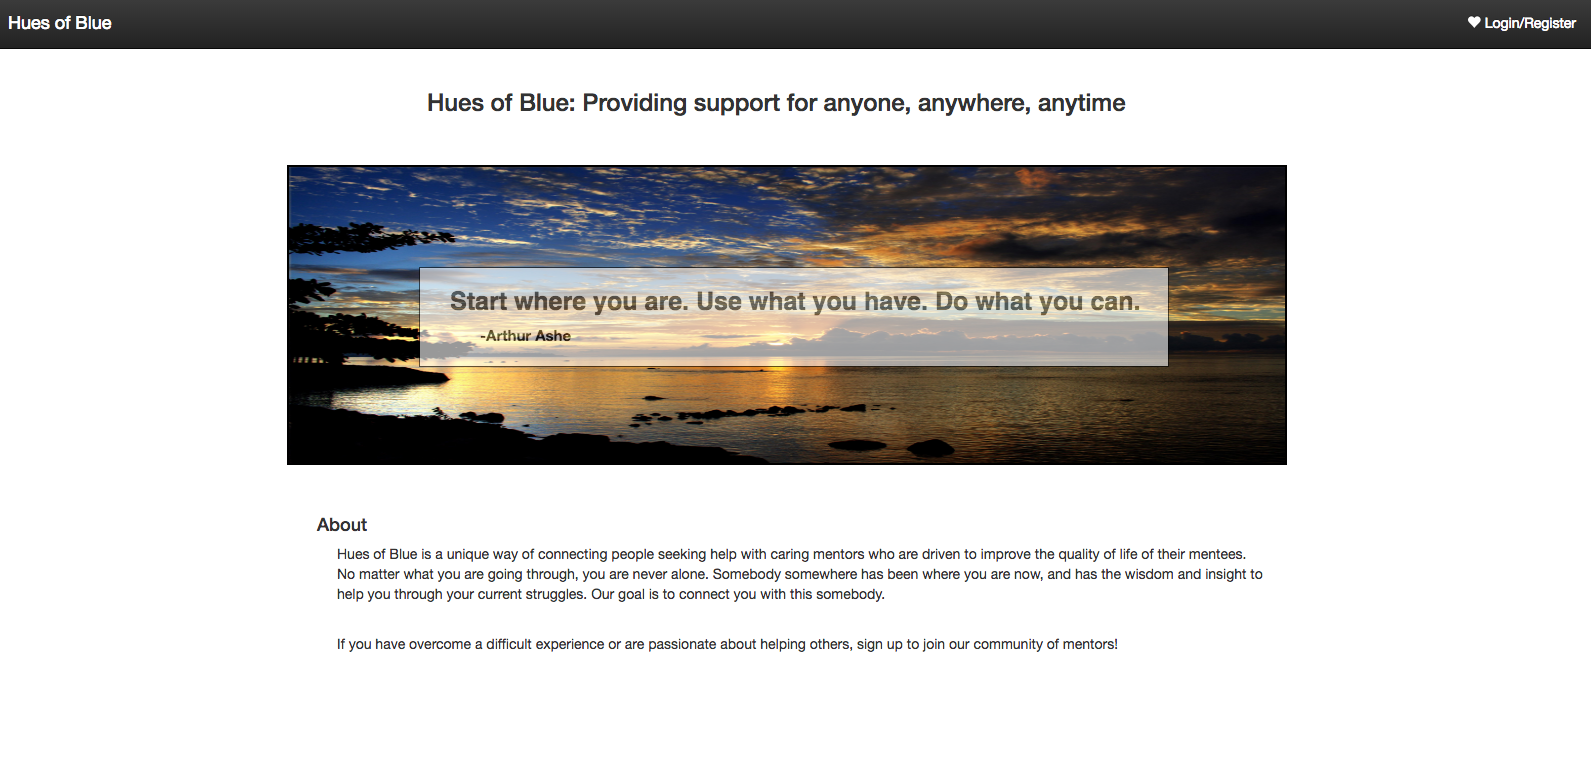 Hues of Blue
Login/Register
Hues of Blue: Providing support for anyone, anywhere, anytime
Start where you are. Use what you have. Do what you can.
-Arthur Ashe
About
Hues of Blue is a unique way of connecting people seeking help with caring mentors who are driven to improve the quality of life of their mentees.
No matter what you are going through, you are never alone. Somebody somewhere has been where you are now, and has the wisdom and insight to
help you through your current struggles. Our goal is to connect you with this somebody.
If you have overcome a difficult experience or are passionate about helping others, sign up to join our community of mentors!